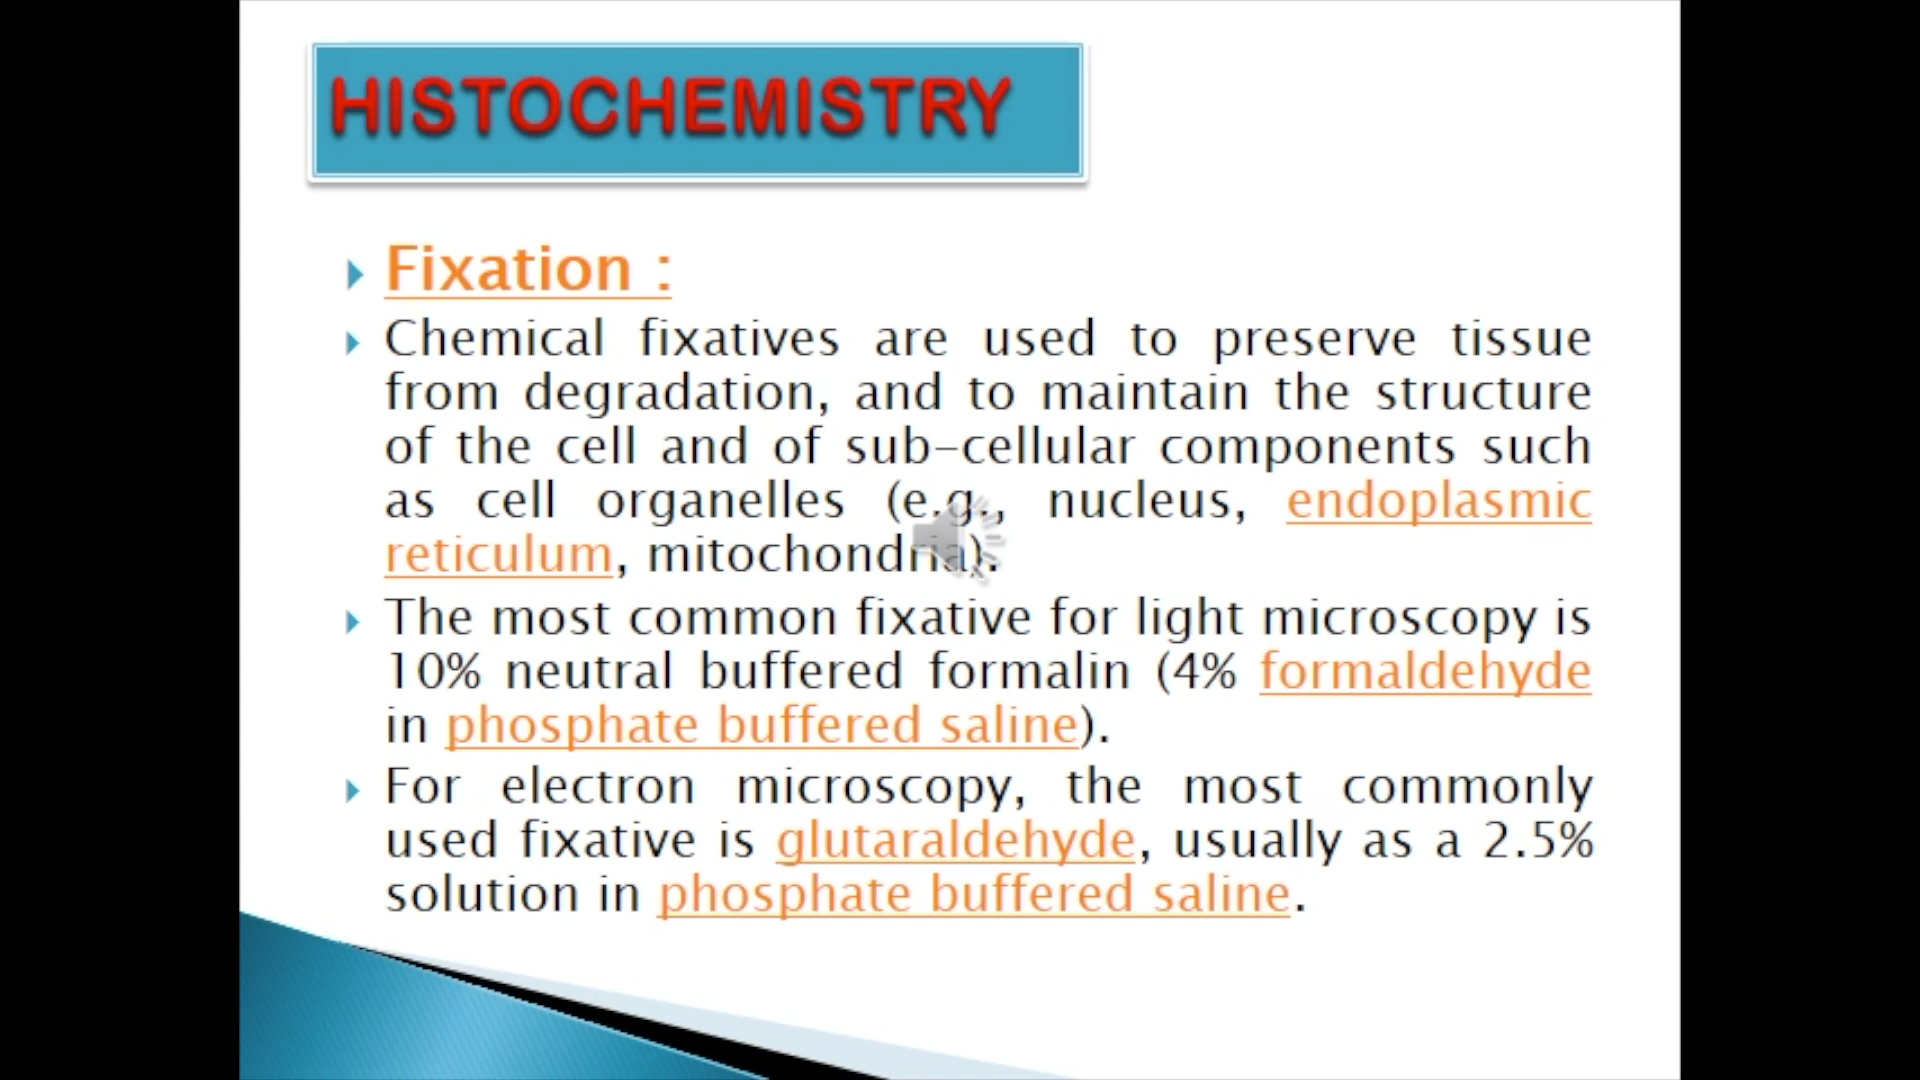 HISTOCHEMISTRY
Fixation :
Chemical fixatives are used to preserve tissue
from degradation, and to maintain the structure
of the cell and of sub-cellular components such
as cell organelles (e.g., nucleus, endoplasmic
reticulum, mitochondria).
The most common fixative for light microscopy is
10% neutral buffered formalin (4% formaldehyde
in phosphate buffered saline).
For electron microscopy, the most commonly
used fixative is glutaraldehyde, usually as a 2.5%
solution in phosphate buffered saline.